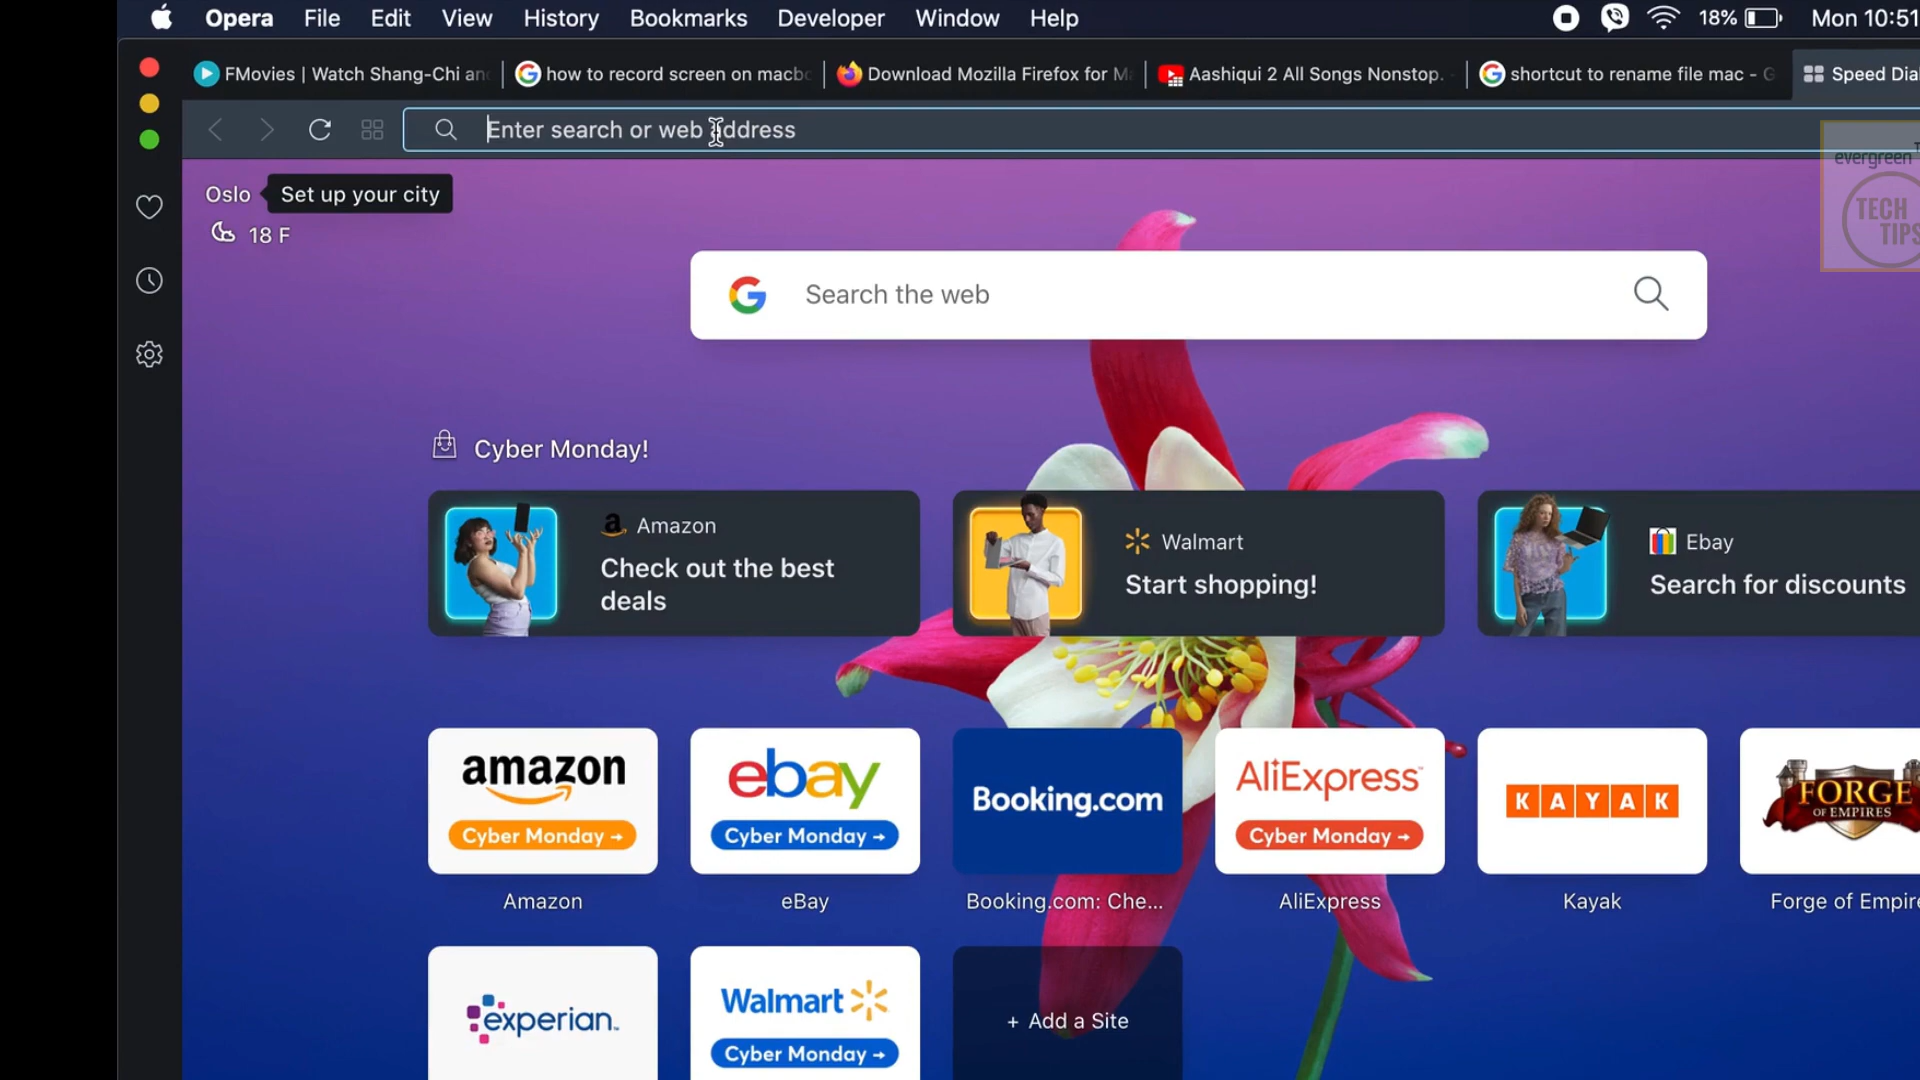 Opera File Edit View History Bookmarks Developer Window Help 18% Mon 10:51
FMovies | Watch Shang-Chi an how to record screen on macb Download Mozilla Firefox for M Aashiqui 2 All Songs Nonstop. shortcut to rename file mac - G Speed Dia
Enter search or web address
evergreen
TECH
TIPS
Oslo Set up your city
18 F
Search the web
Cyber Monday!
Amazon
Check out the best
deals
Walmart
Start shopping!
Ebay
Search for discounts
amazon
Cyber Monday →
ebay
Cyber Monday →
Booking.com
AliExpress
Cyber Monday →
KAYAK
FORGE
OF EMPIRES
Amazon eBay Booking.com: Che... AliExpress Kayak Forge of Empire
experian.
Walmart
Cyber Monday →
+ Add a Site